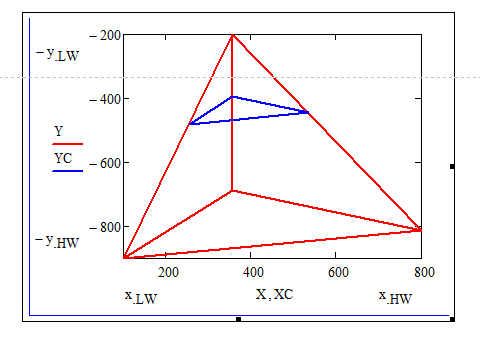 − 200
− y.LW
− 400
Y
YC
− 600
− y.HW
− 800
200 400 600 800
x.LW X , XC x.HW